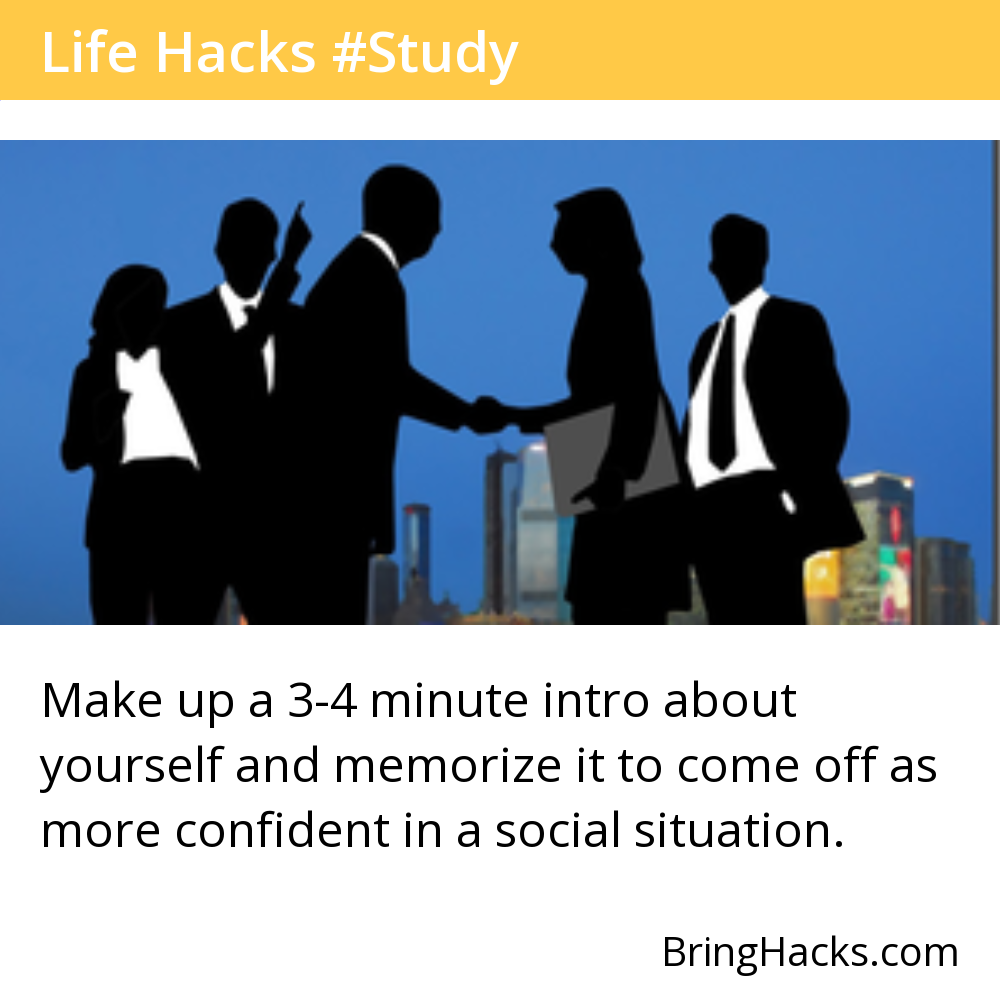 Life Hacks #Study
Make up a 3-4 minute intro about
yourself and memorize it to come off as
more confident in a social situation.
BringHacks.com